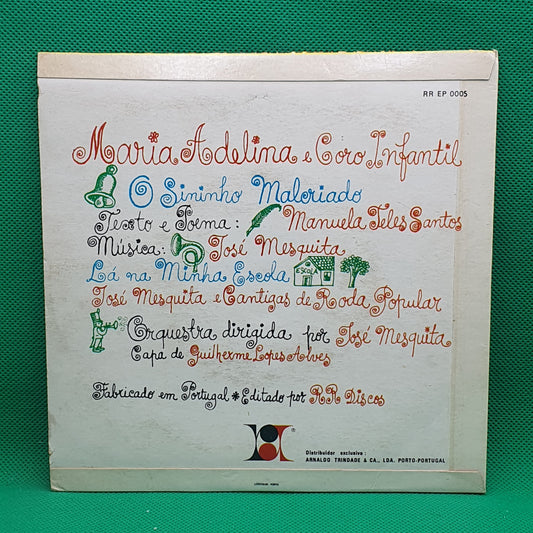 RR EP 0005
Maria Adelina e Coro Infantil
O Sininho Malcriado
Texto e Poema: Manuela Teles Santos
Música: José Mesquita
Lá na Minha Escola
ESCOLA
José Mesquita e Cantigas de Roda Popular
Orquestra dirigida por José Mesquita
Capa de Guilherme Lopes Alves
Fabricado em Portugal * Editado por RR Discos
Distribuidor exclusivo:
ARNALDO TRINDADE & CA., LDA. PORTO-PORTUGAL